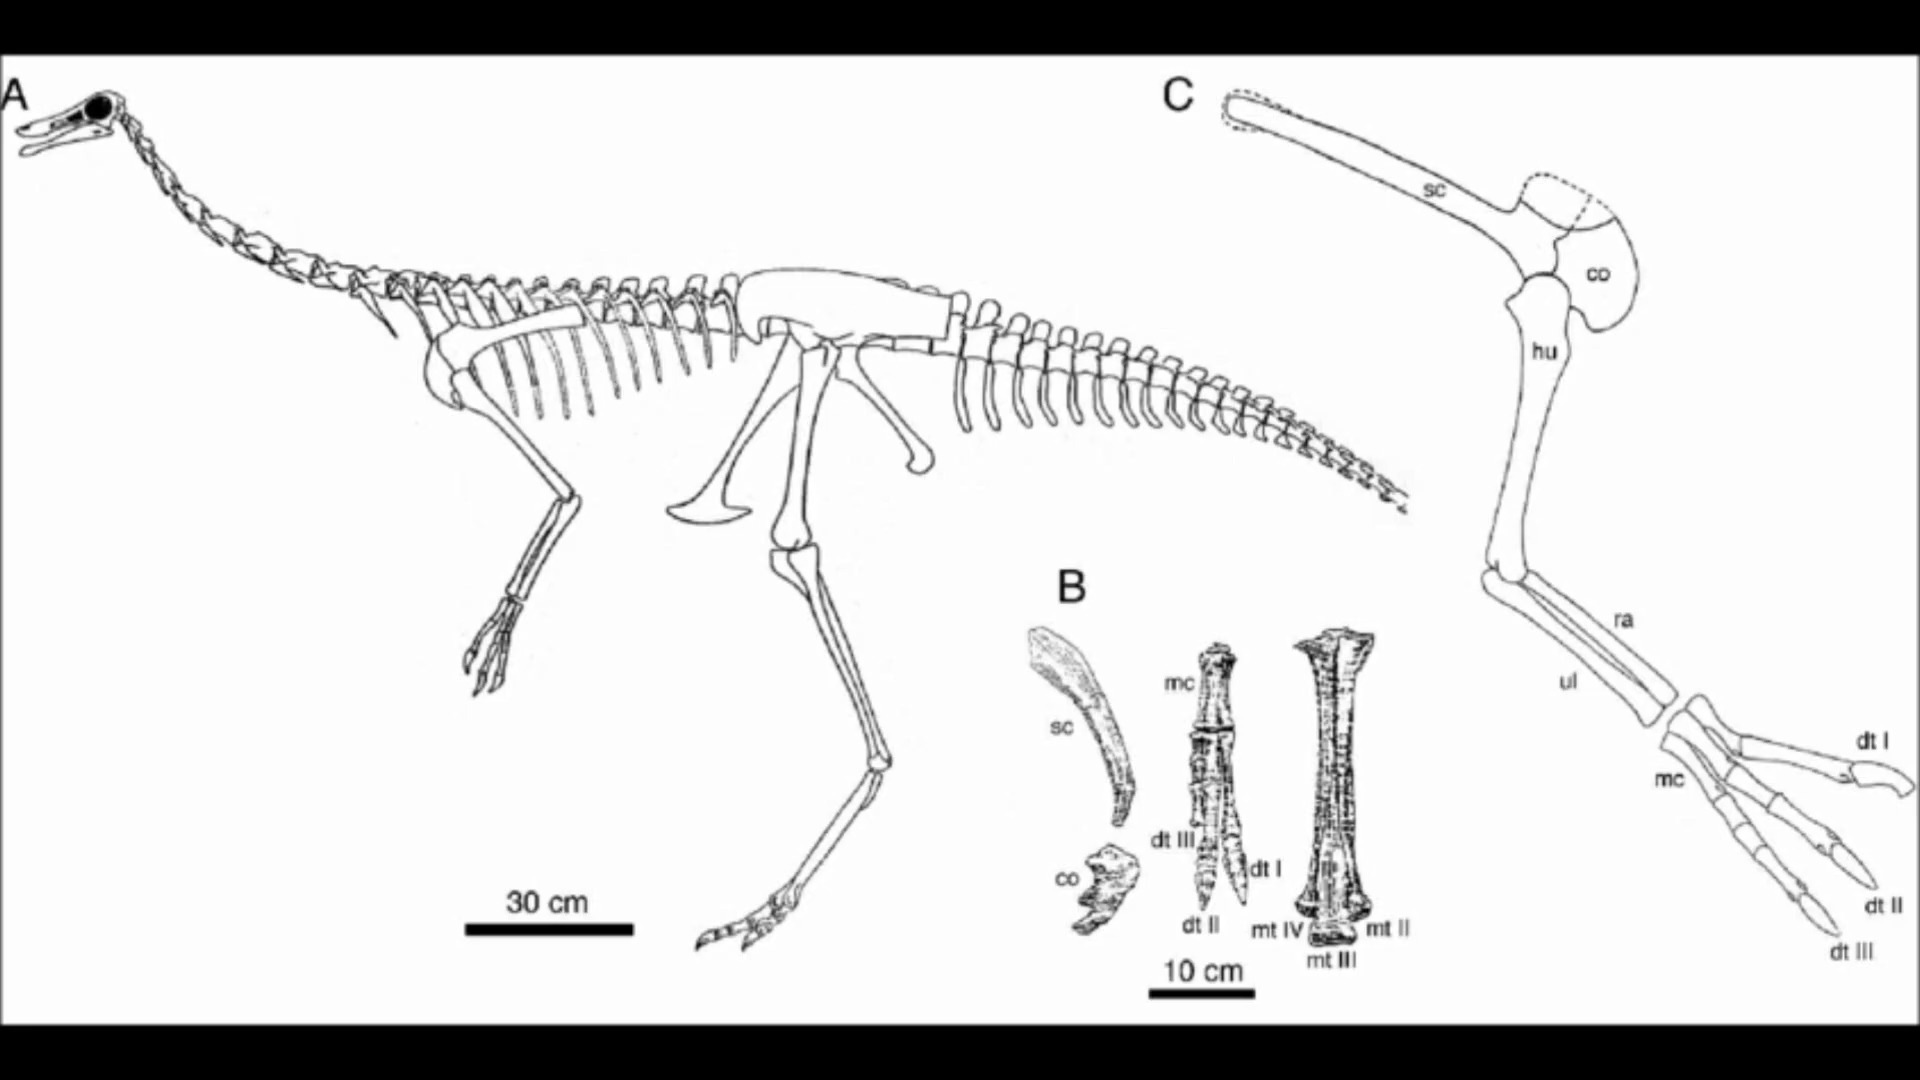 A
30 cm
B
sc
co
mc
dt III
dt I
dt II
mt IV
mt II
mt III
10 cm
C
sc
co
hu
ra
ul
mc
dt I
dt II
dt III